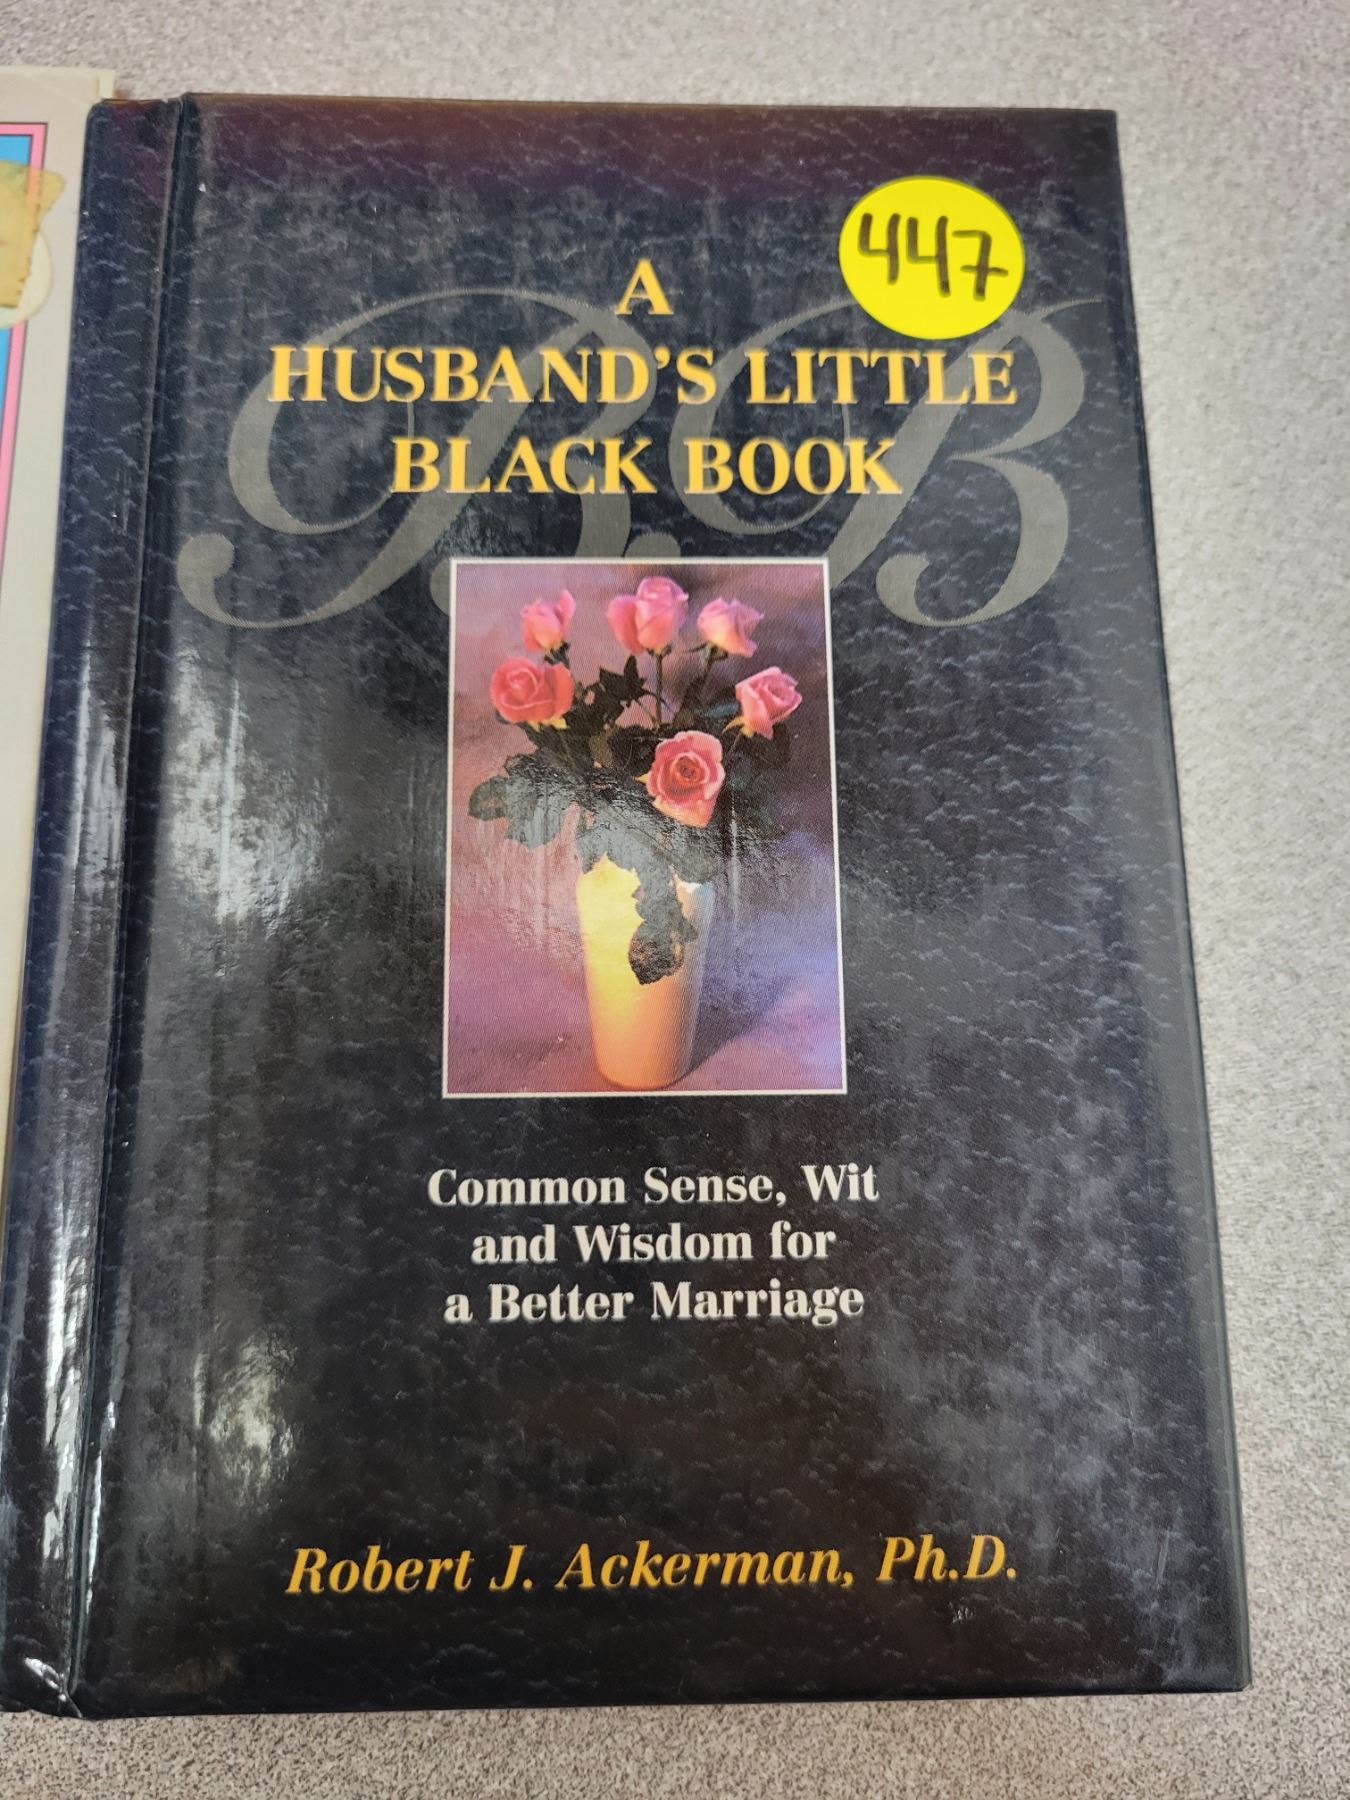 447
A
HUSBAND'S LITTLE
BLACK BOOK
B.B
Common Sense, Wit
and Wisdom for
a Better Marriage
Robert J. Ackerman, Ph.D.